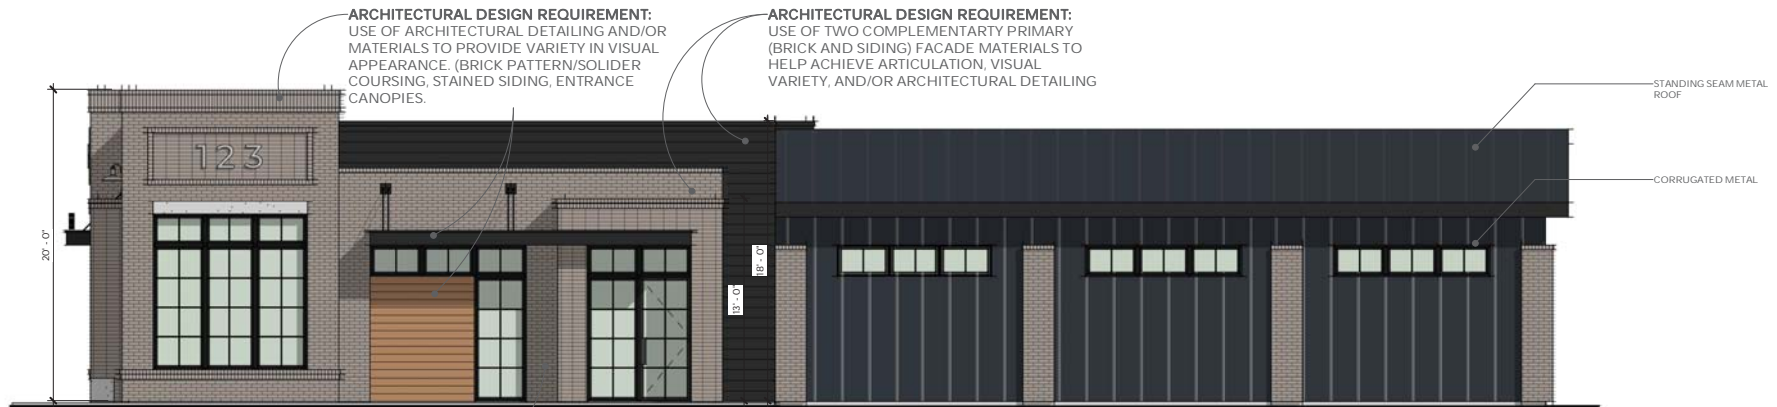 ARCHITECTURAL DESIGN REQUIREMENT:
USE OF ARCHITECTURAL DETAILING AND/OR
MATERIALS TO PROVIDE VARIETY IN VISUAL
APPEARANCE. (BRICK PATTERN/SOLIDER
COURSING, STAINED SIDING, ENTRANCE
CANOPIES.
ARCHITECTURAL DESIGN REQUIREMENT:
USE OF TWO COMPLEMENTARTY PRIMARY
(BRICK AND SIDING) FACADE MATERIALS TO
HELP ACHIEVE ARTICULATION, VISUAL
VARIETY, AND/OR ARCHITECTURAL DETAILING
STANDING SEAM METAL
ROOF
CORRUGATED METAL
123
20' - 0"
18' - 0"
13' - 0"